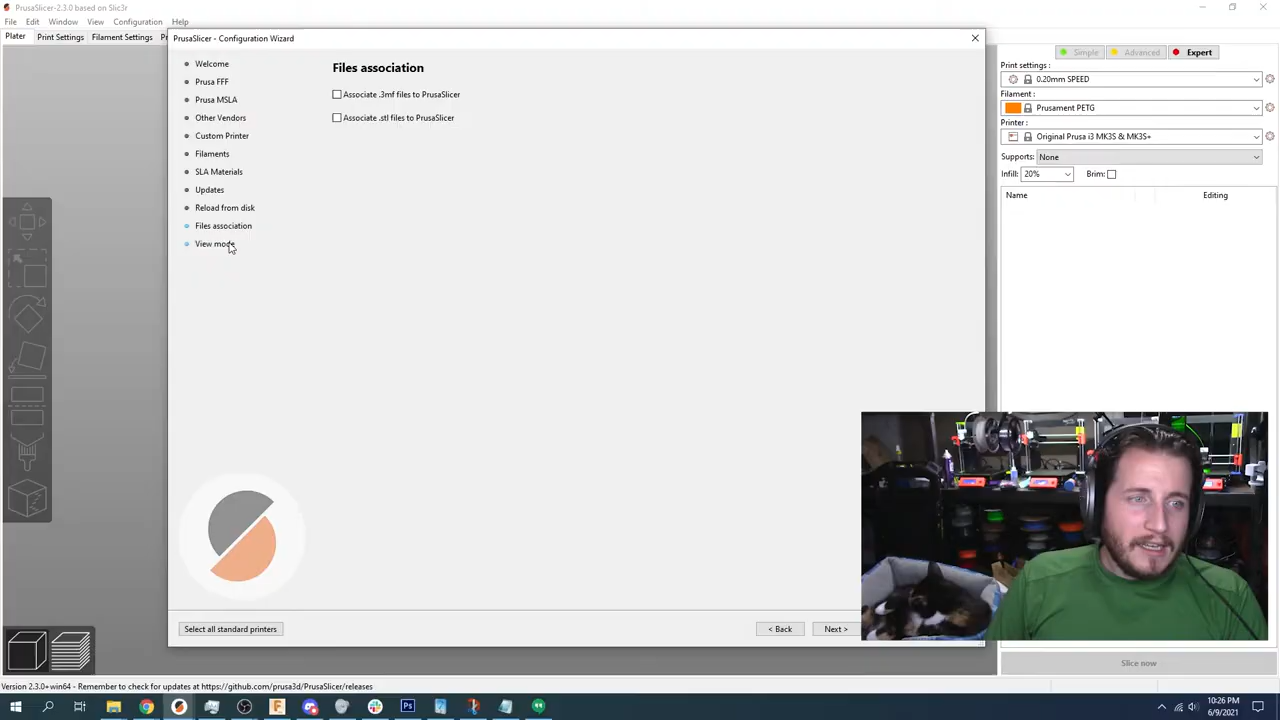 PrusaSlicer-2.3.0 based on Slic3r
File Edit Window View Configuration Help
Plater Print Settings Filament Settings
PrusaSlicer - Configuration Wizard
Simple Advanced Expert
Welcome
Prusa FFF
Prusa MSLA
Other Vendors
Custom Printer
Filaments
SLA Materials
Updates
Reload from disk
Files association
View mode
Files association
Associate .3mf files to PrusaSlicer
Associate .stl files to PrusaSlicer
Select all standard printers
< Back Next >
Print settings :
0.20mm SPEED
Filament :
Prusament PETG
Printer :
Original Prusa i3 MK3S & MK3S+
Supports: None
Infill: 20% Brim:
Name Editing
Slice now
Version 2.3.0+win64 - Remember to check for updates at https://github.com/prusa3d/PrusaSlicer/releases
10:26 PM
6/9/2021